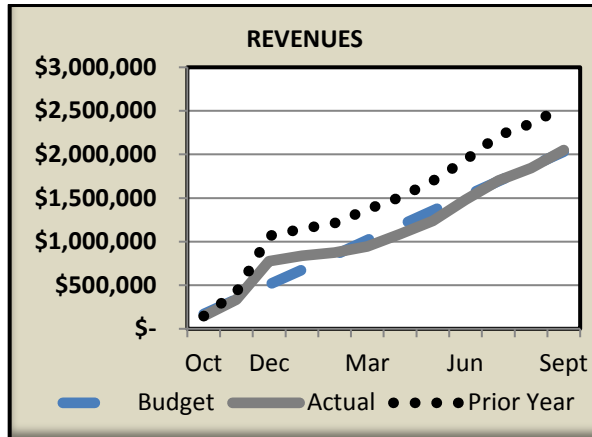 REVENUES
$3,000,000
$2,500,000
$2,000,000
$1,500,000
$1,000,000
$500,000
$-
Oct Dec Mar Jun Sept
Budget Actual Prior Year